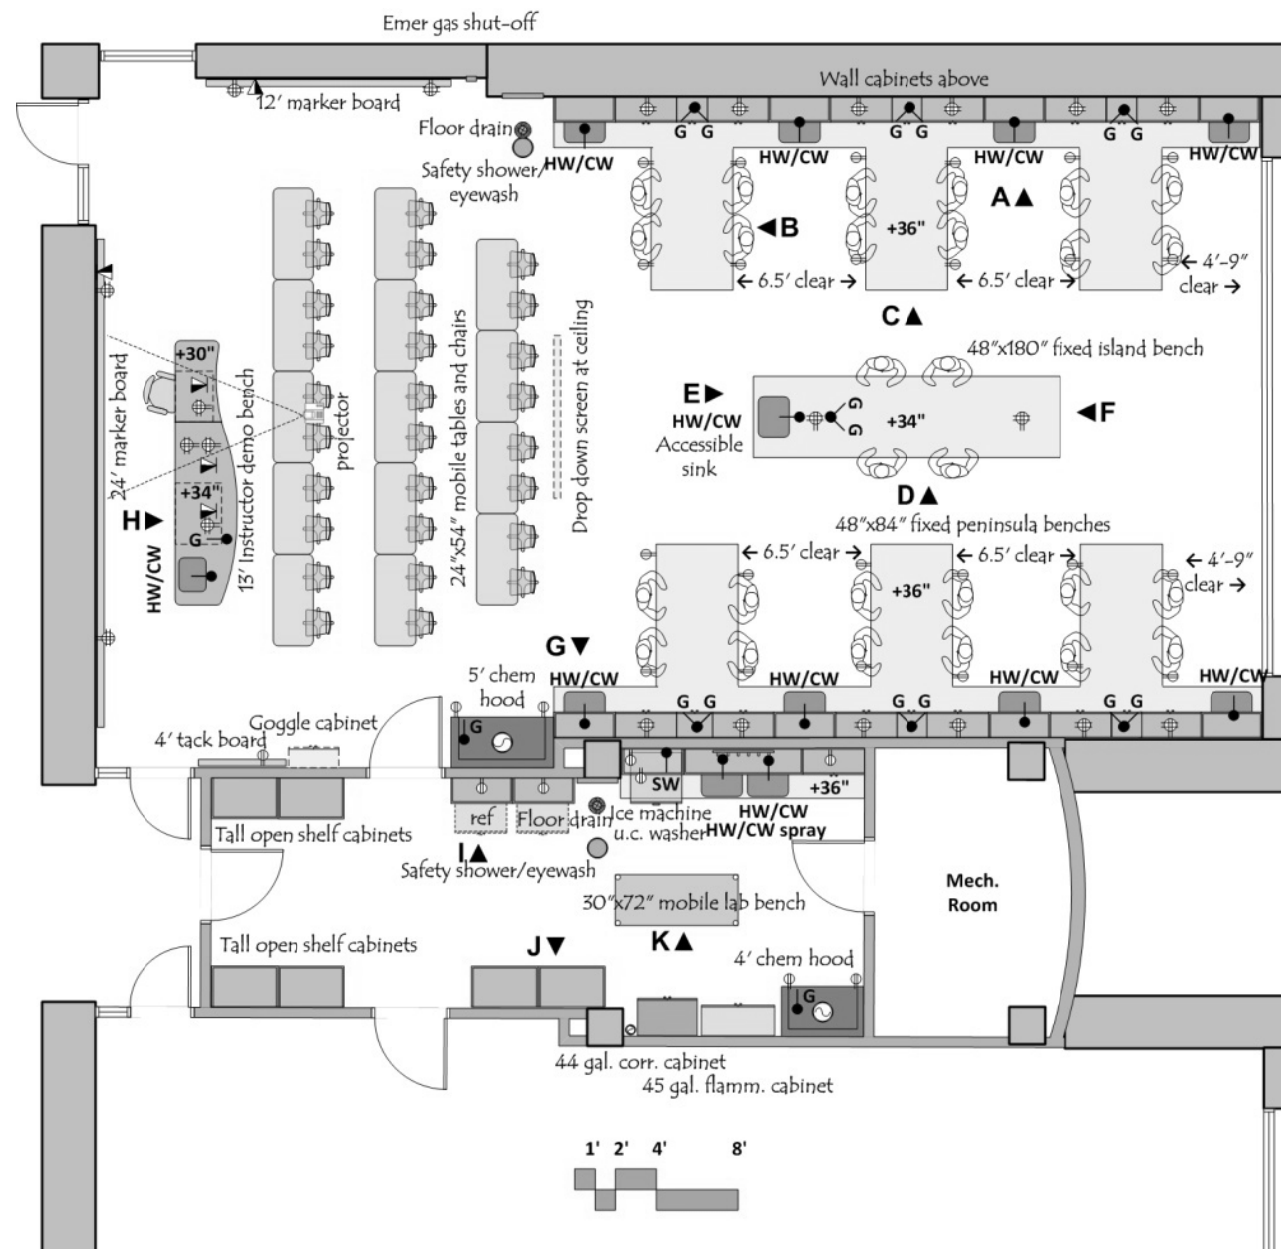 Emer gas shut-off
Wall cabinets above
12' marker board
Floor drain
Safety shower/
eyewash
HW/CW
G G
HW/CW
G G
HW/CW
G G
HW/CW
A
B
+36"
6.5' clear
6.5' clear
4'-9"
clear
C
48"x180" fixed island bench
E
HW/CW
Accessible
sink
G
G
+34"
F
D
48"x84" fixed peninsula benches
24' marker board
+30"
+34"
G
H
HW/CW
13' Instructor demo bench
projector
24"x54" mobile tables and chairs
Drop down screen at ceiling
6.5' clear
6.5' clear
4'-9"
clear
+36"
G
HW/CW
HW/CW
HW/CW
HW/CW
G G
G G
G G
5' chem
hood
G
Goggle cabinet
4' tack board
Tall open shelf cabinets
ref
Floor drain
Ice machine
u.c. washer
SW
HW/CW
HW/CW spray
+36"
I
Safety shower/eyewash
30"x72" mobile lab bench
Mech.
Room
Tall open shelf cabinets
J
K
4' chem hood
G
44 gal. corr. cabinet
45 gal. flamm. cabinet
1' 2' 4' 8'